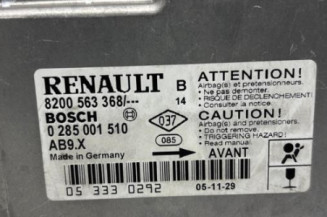 RENAULT B
8200 563 368/--- 14
BOSCH
0 285 001 510
AB9.X
Made in Germany
037
085
ATTENTION!
Airbag(s) et prétensionneurs.
• Ne pas démonter.
• RISQUE DE DECLENCHEMENT!
• Consulter la notice.
CAUTION!
Airbag(s) and pretensioners.
• Do not remove.
• TRIGGERING HAZARD!
• Read manual.
AVANT
05 333 0292
05-11-29